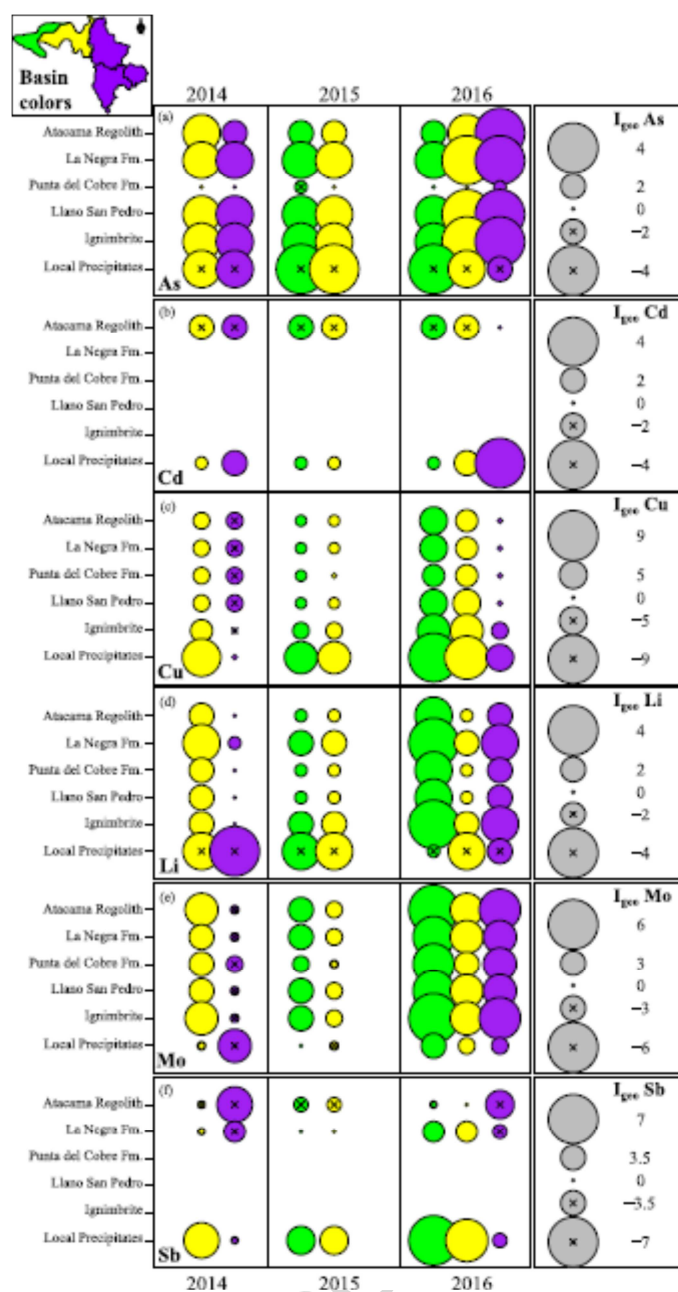 Basin
colors
2014 2015 2016
(a)
Atacama Regolith
La Negra Fm.
Punta del Cobre Fm.
Llano San Pedro
Ignimbrite
Local Precipitates
As
Igeo As
4
2
0
−2
−4
(b)
Atacama Regolith
La Negra Fm.
Punta del Cobre Fm.
Llano San Pedro
Ignimbrite
Local Precipitates
Cd
Igeo Cd
4
2
0
−2
−4
(c)
Atacama Regolith
La Negra Fm.
Punta del Cobre Fm.
Llano San Pedro
Ignimbrite
Local Precipitates
Cu
Igeo Cu
9
5
0
−5
−9
(d)
Atacama Regolith
La Negra Fm.
Punta del Cobre Fm.
Llano San Pedro
Ignimbrite
Local Precipitates
Li
Igeo Li
4
2
0
−2
−4
(e)
Atacama Regolith
La Negra Fm.
Punta del Cobre Fm.
Llano San Pedro
Ignimbrite
Local Precipitates
Mo
Igeo Mo
6
3
0
−3
−6
(f)
Atacama Regolith
La Negra Fm.
Punta del Cobre Fm.
Llano San Pedro
Ignimbrite
Local Precipitates
Sb
Igeo Sb
7
3.5
0
−3.5
−7
2014 2015 2016